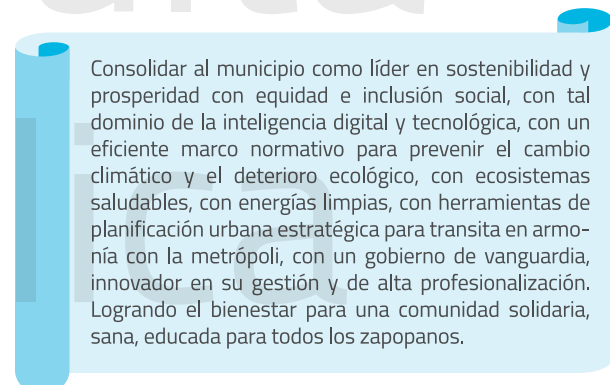 Consolidar al municipio como líder en sostenibilidad y
prosperidad con equidad e inclusión social, con tal
dominio de la inteligencia digital y tecnológica, con un
eficiente marco normativo para prevenir el cambio
climático y el deterioro ecológico, con ecosistemas
saludables, con energías limpias, con herramientas de
planificación urbana estratégica para transita en armo-
nía con la metrópoli, con un gobierno de vanguardia,
innovador en su gestión y de alta profesionalización.
Logrando el bienestar para una comunidad solidaria,
sana, educada para todos los zapopanos.